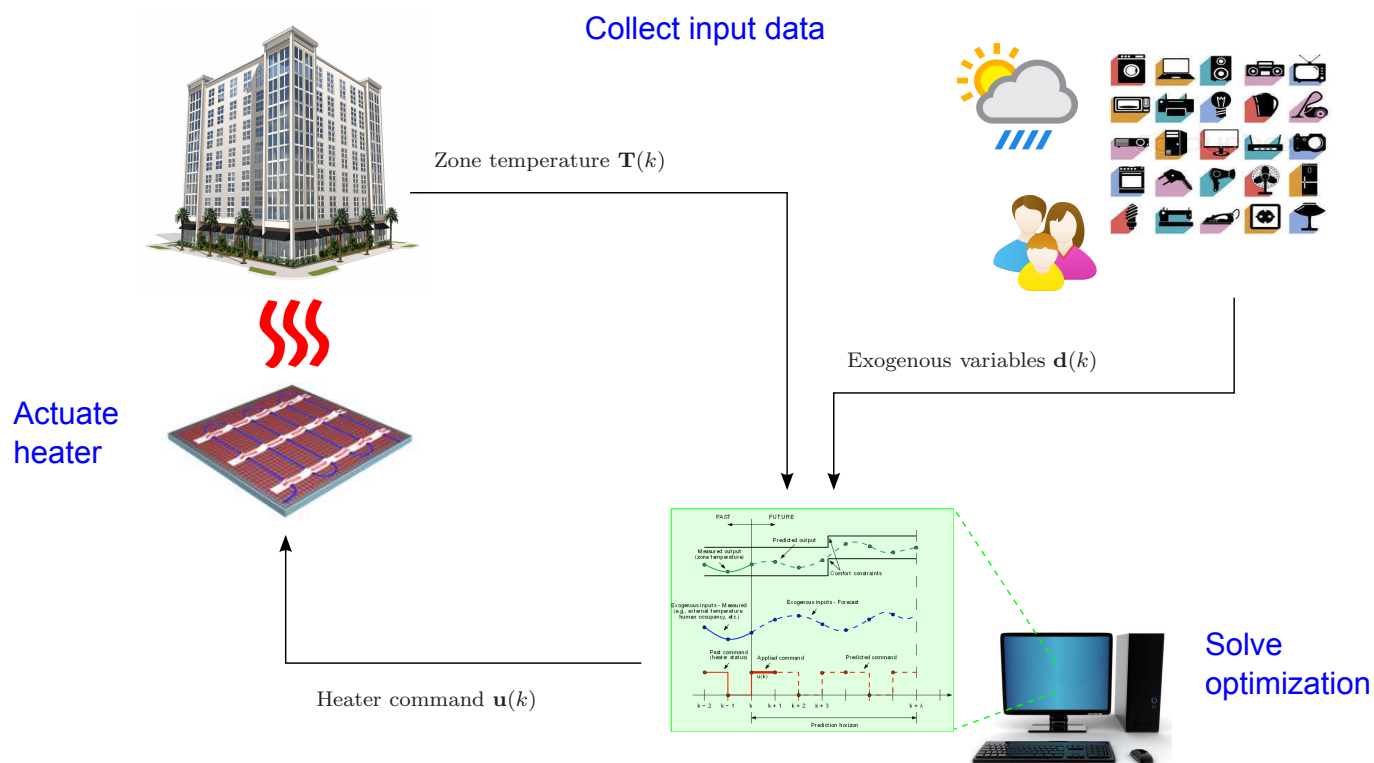 Collect input data
Zone temperature T(k)
Exogenous variables d(k)
Actuate
heater
PAST
FUTURE
Predicted output
Measured output
(zone temperature)
Comfort constraints
Exogenous inputs - Measured
(e.g., external temperature
human occupancy, etc.)
Exogenous inputs - Forecast
Past command
(heater status)
Applied command
Predicted command
u(k)
k − 2
k − 1
k
k + 1
k + 2
k + 3
k + λ
Prediction horizon
Heater command u(k)
Solve
optimization